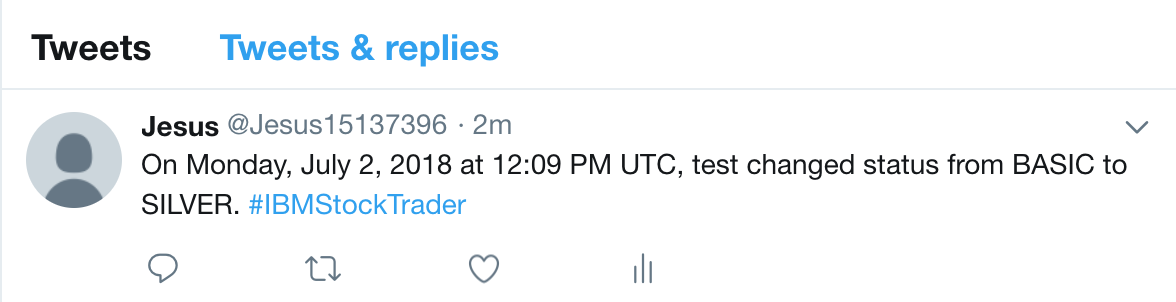 Tweets Tweets & replies
Jesus @Jesus15137396 · 2m
On Monday, July 2, 2018 at 12:09 PM UTC, test changed status from BASIC to
SILVER. #IBMStockTrader